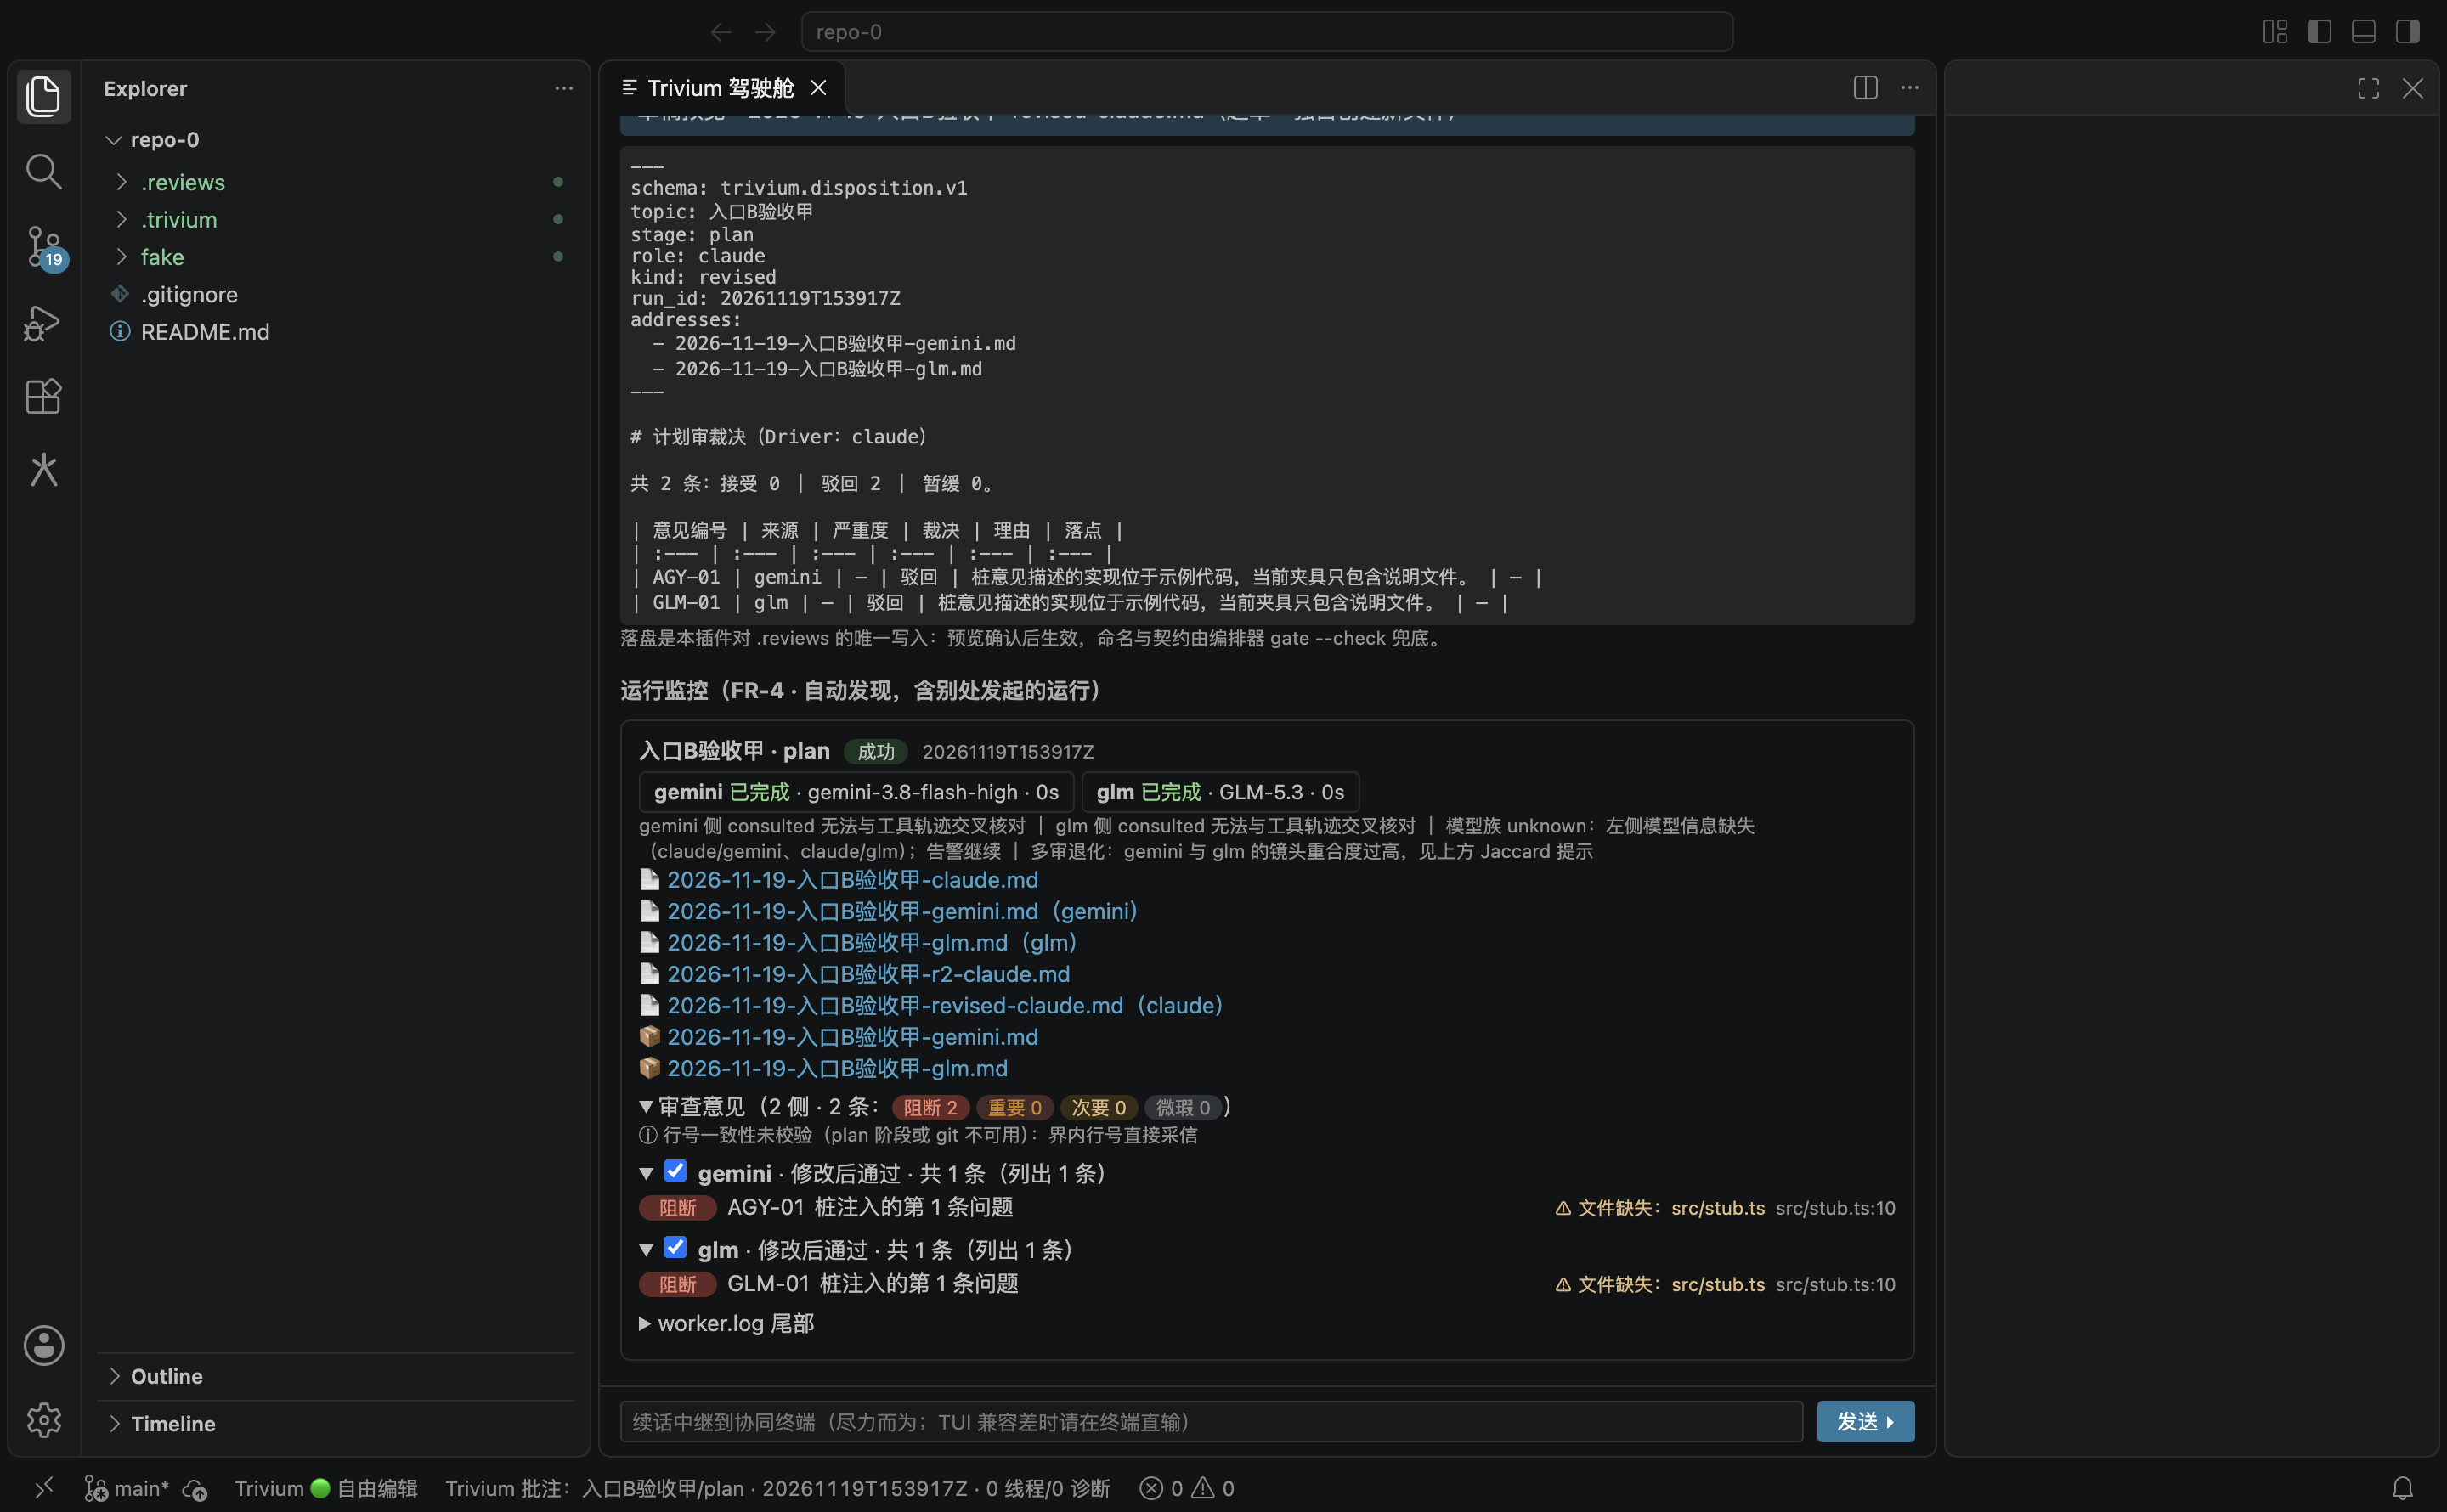 repo-0
Explorer
repo-0
.reviews
.trivium
fake
.gitignore
README.md
19
Outline
Timeline
Trivium 驾驶舱
---
schema: trivium.disposition.v1
topic: 入口B验收甲
stage: plan
role: claude
kind: revised
run_id: 20261119T153917Z
addresses:
- 2026-11-19-入口B验收甲-gemini.md
- 2026-11-19-入口B验收甲-glm.md
---
# 计划审裁决（Driver：claude）
共 2 条：接受 0 | 驳回 2 | 暂缓 0。
| 意见编号 | 来源 | 严重度 | 裁决 | 理由 | 落点 |
| :--- | :--- | :--- | :--- | :--- | :--- |
| AGY-01 | gemini | — | 驳回 | 桩意见描述的实现位于示例代码，当前夹具只包含说明文件。 | — |
| GLM-01 | glm | — | 驳回 | 桩意见描述的实现位于示例代码，当前夹具只包含说明文件。 | — |
落盘是本插件对 .reviews 的唯一写入：预览确认后生效，命名与契约由编排器 gate --check 兜底。
运行监控（FR-4 · 自动发现，含别处发起的运行）
入口B验收甲 · plan 成功 20261119T153917Z
gemini 已完成 · gemini-3.8-flash-high · 0s glm 已完成 · GLM-5.3 · 0s
gemini 侧 consulted 无法与工具轨迹交叉核对 | glm 侧 consulted 无法与工具轨迹交叉核对 | 模型族 unknown：左侧模型信息缺失
（claude/gemini、claude/glm）；告警继续 | 多审退化：gemini 与 glm 的镜头重合度过高，见上方 Jaccard 提示
2026-11-19-入口B验收甲-claude.md
2026-11-19-入口B验收甲-gemini.md（gemini）
2026-11-19-入口B验收甲-glm.md（glm）
2026-11-19-入口B验收甲-r2-claude.md
2026-11-19-入口B验收甲-revised-claude.md（claude）
2026-11-19-入口B验收甲-gemini.md
2026-11-19-入口B验收甲-glm.md
审查意见（2 侧 · 2 条： 阻断 2 重要 0 次要 0 微瑕 0 ）
ⓘ 行号一致性未校验（plan 阶段或 git 不可用）：界内行号直接采信
gemini · 修改后通过 · 共 1 条（列出 1 条）
阻断 AGY-01 桩注入的第 1 条问题 ⚠ 文件缺失：src/stub.ts src/stub.ts:10
glm · 修改后通过 · 共 1 条（列出 1 条）
阻断 GLM-01 桩注入的第 1 条问题 ⚠ 文件缺失：src/stub.ts src/stub.ts:10
worker.log 尾部
续话中继到协同终端（尽力而为；TUI 兼容差时请在终端直输）
发送
main* Trivium 自由编辑 Trivium 批注：入口B验收甲/plan · 20261119T153917Z · 0 线程/0 诊断 0 0